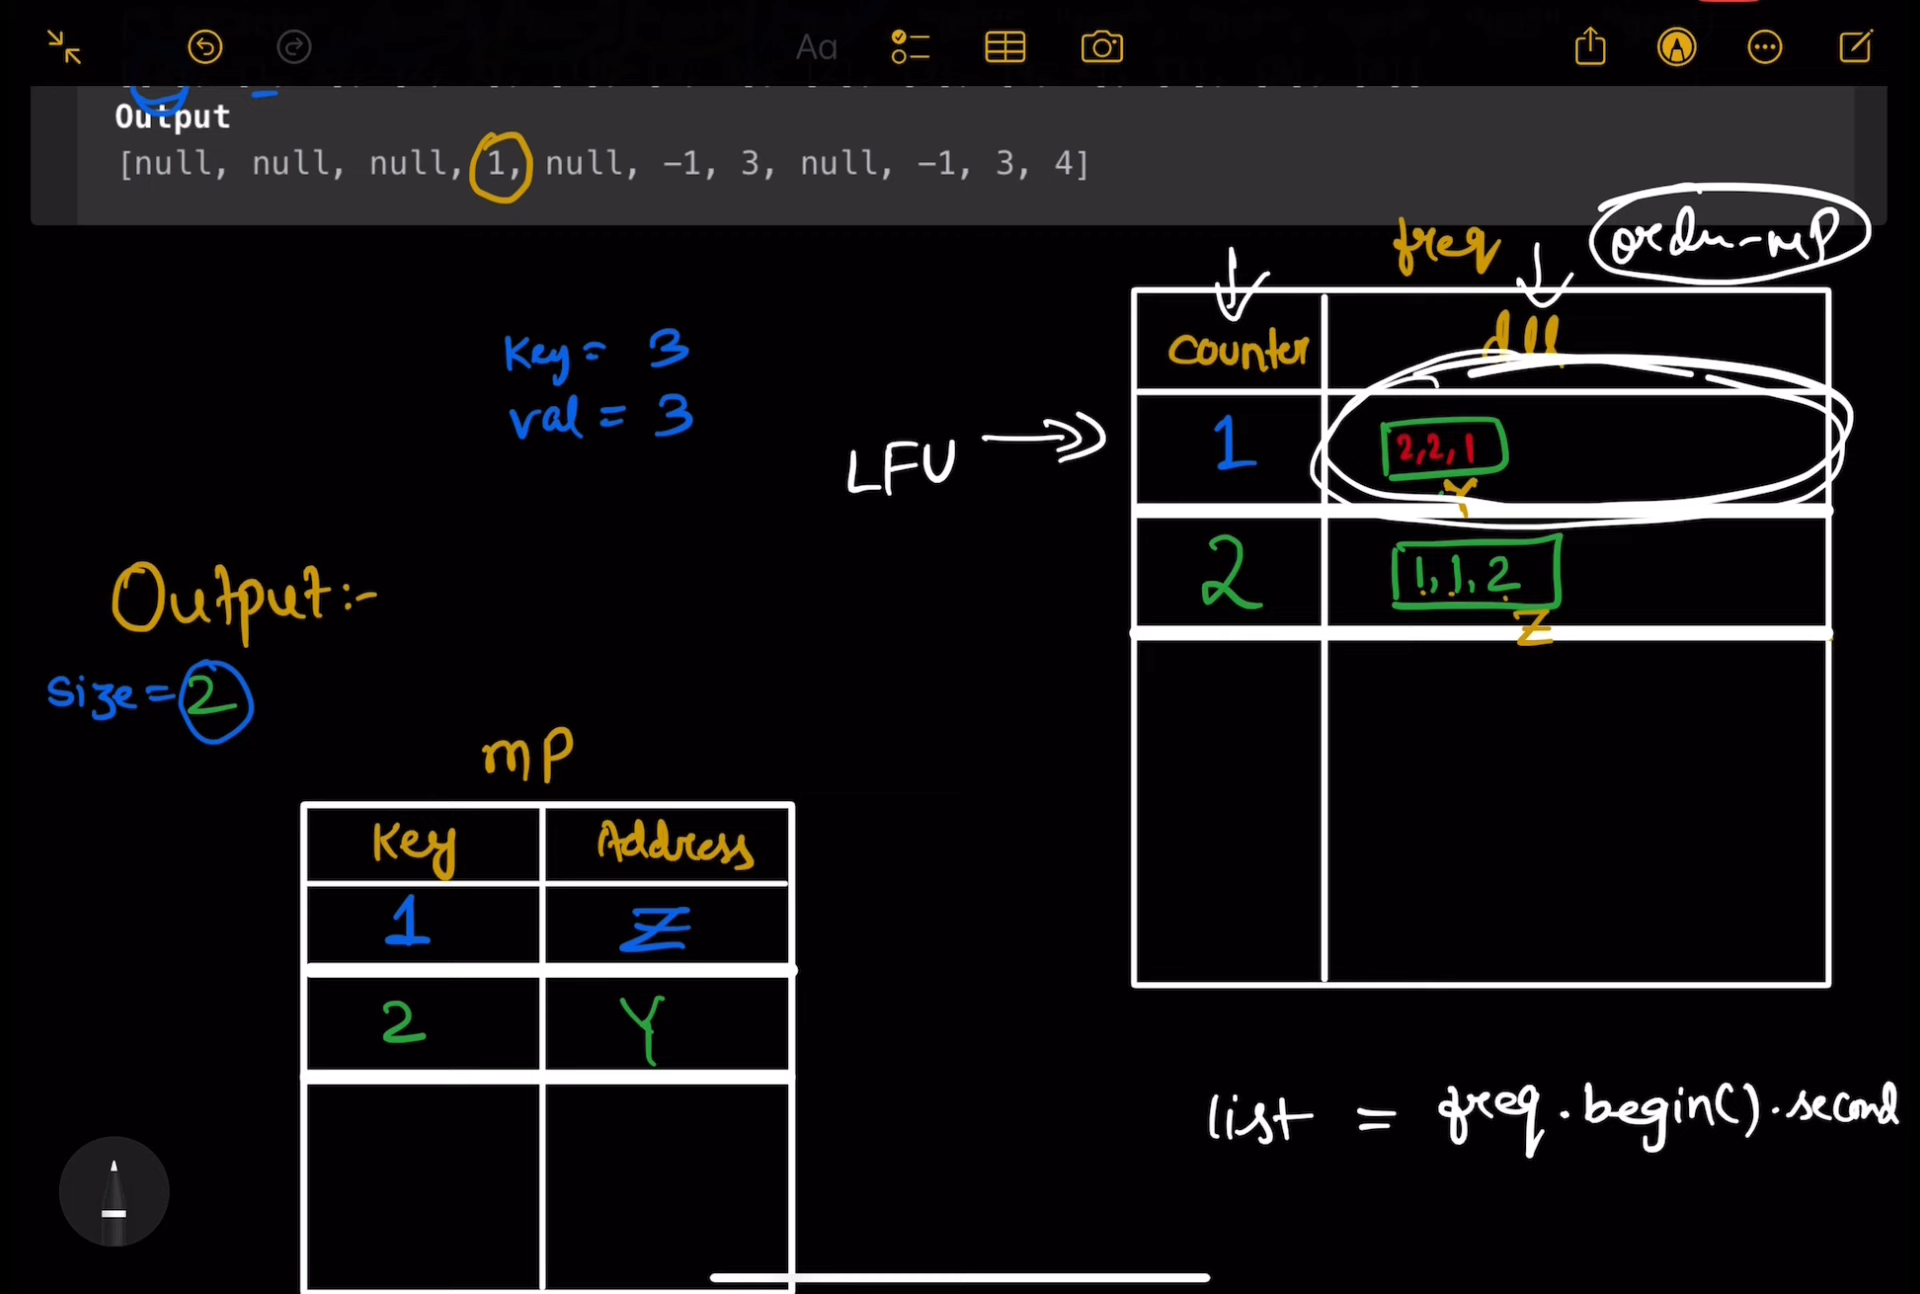 Aa
Output
[null, null, null, 1, null, -1, 3, null, -1, 3, 4]
freq
Key = 3
val = 3
counter
dll
LFU
1
2,2,1
Y
2
1,1,2
Z
Output:-
Size = 2
mp
Key
Address
1
Z
2
Y
list = freq.begin().second